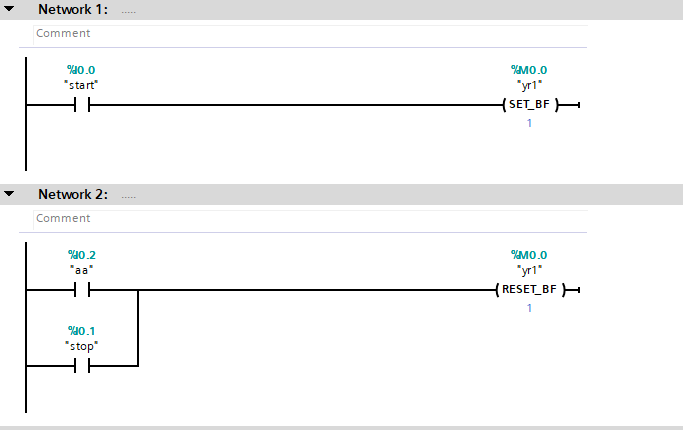 Network 1: .....
Comment
%I0.0
"start"
%M0.0
"yr1"
SET_BF
1
Network 2: .....
Comment
%I0.2
"aa"
%M0.0
"yr1"
RESET_BF
1
%I0.1
"stop"